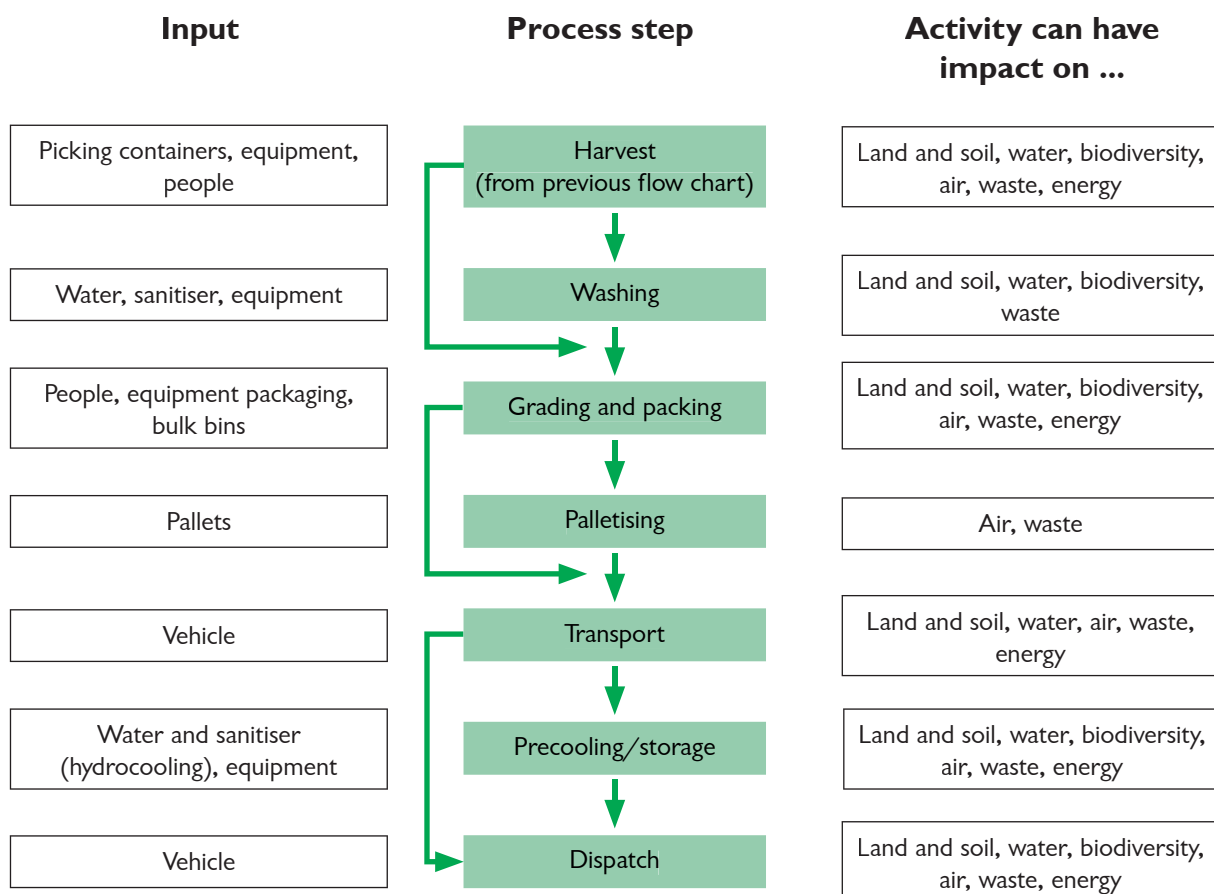 Input
Process step
Activity can have
impact on ...
Picking containers, equipment,
people
Harvest
(from previous flow chart)
Land and soil, water, biodiversity,
air, waste, energy
Water, sanitiser, equipment
Washing
Land and soil, water, biodiversity,
waste
People, equipment packaging,
bulk bins
Grading and packing
Land and soil, water, biodiversity,
air, waste, energy
Pallets
Palletising
Air, waste
Vehicle
Transport
Land and soil, water, air, waste,
energy
Water and sanitiser
(hydrocooling), equipment
Precooling/storage
Land and soil, water, biodiversity,
air, waste, energy
Vehicle
Dispatch
Land and soil, water, biodiversity,
air, waste, energy